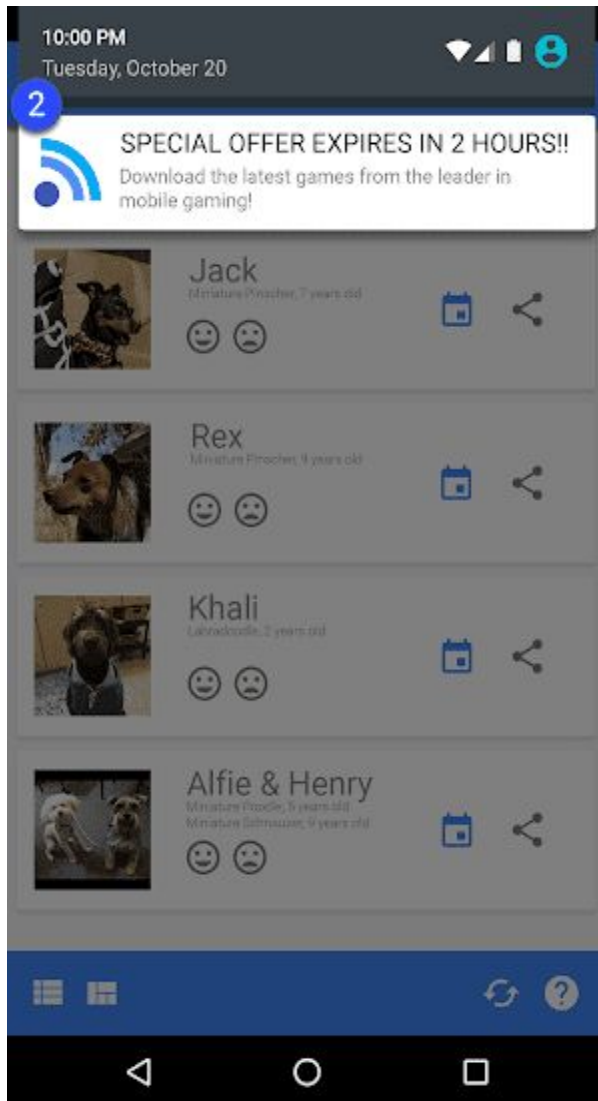 10:00 PM
Tuesday, October 20
2
SPECIAL OFFER EXPIRES IN 2 HOURS!!
Download the latest games from the leader in
mobile gaming!
Jack
Miniature Pinscher, 7 years old
Rex
Miniature Pinscher, 9 years old
Khali
Labradoodle, 2 years old
Alfie & Henry
Miniature Poodle, 5 years old
Miniature Schnauzer, 9 years old
?